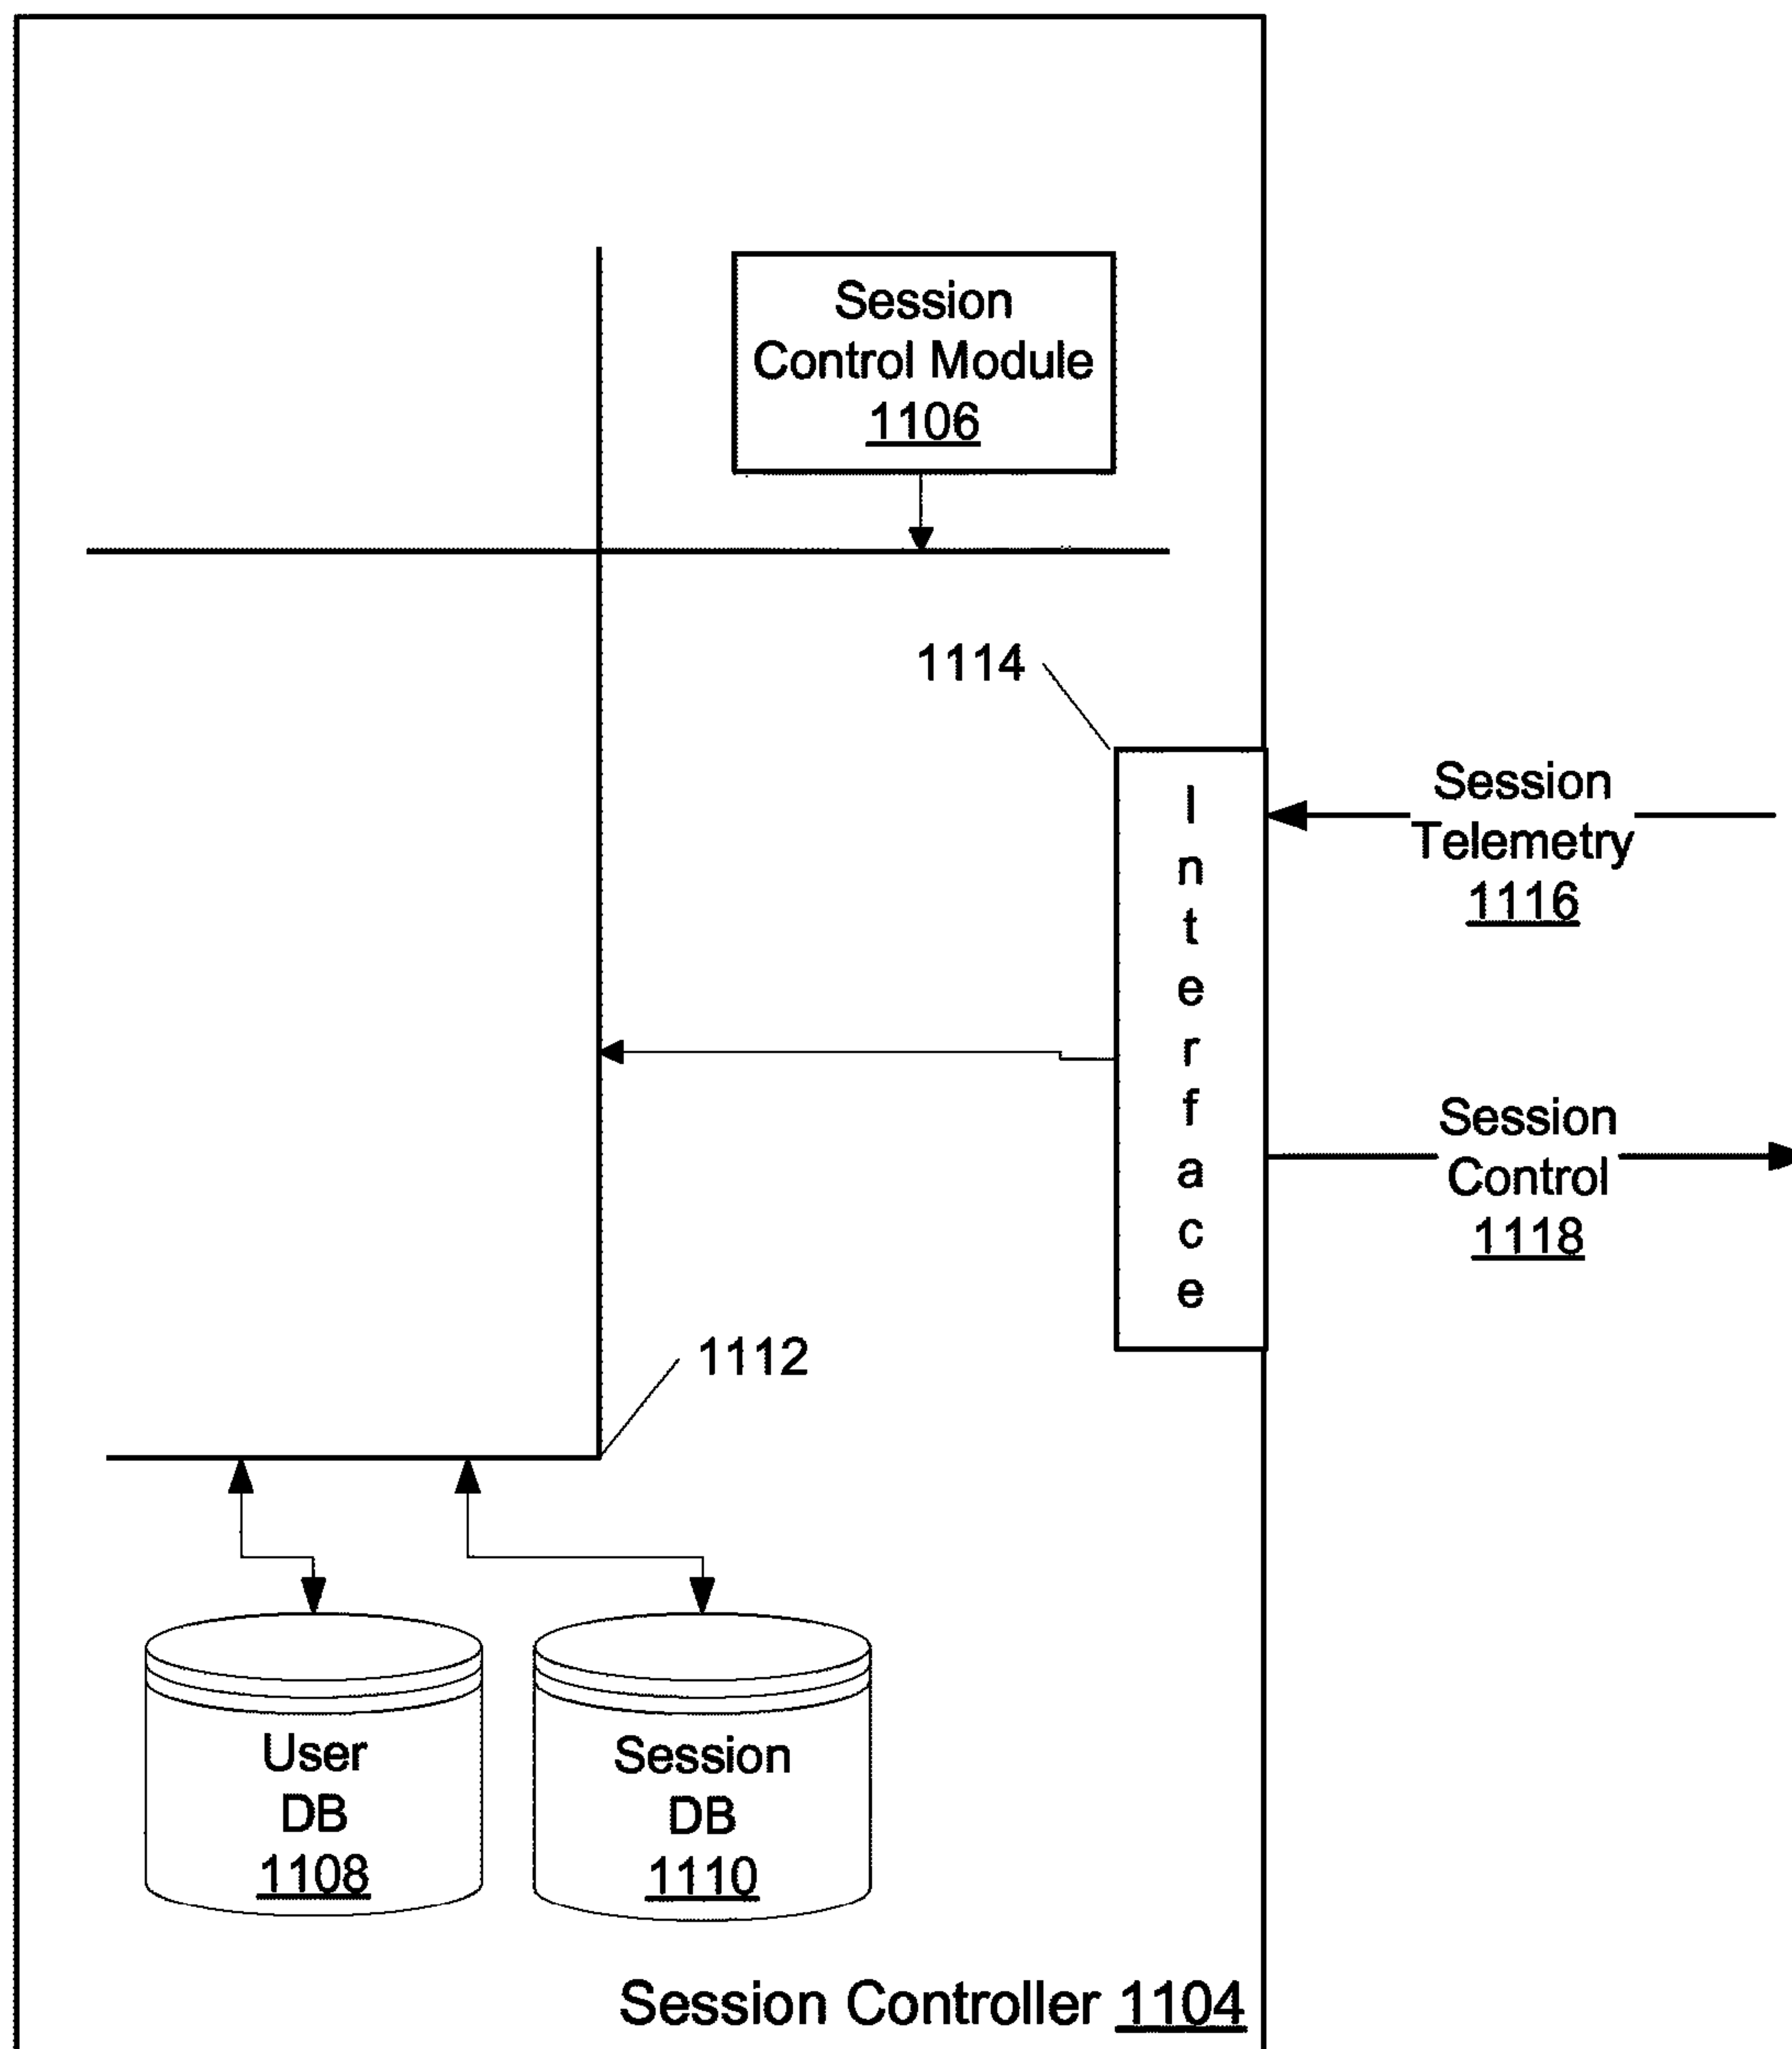 Session
Control Module
1106
1114
Interface
Session
Telemetry
1116
Session
Control
1118
1112
User
DB
1108
Session
DB
1110
Session Controller 1104